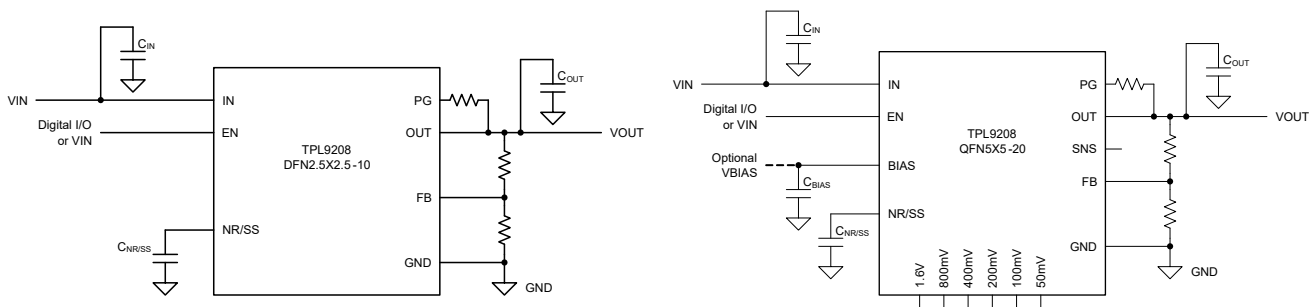 CIN
COUT
VIN
IN
PG
Digital I/O
or VIN
EN
OUT
VOUT
TPL9208
DFN2.5X2.5-10
FB
NR/SS
CNR/SS
GND
GND
CIN
COUT
VIN
IN
PG
Digital I/O
or VIN
EN
OUT
VOUT
TPL9208
QFN5X5-20
SNS
Optional
VBIAS
BIAS
CBIAS
FB
NR/SS
CNR/SS
GND
GND
1.6V
800mV
400mV
200mV
100mV
50mV